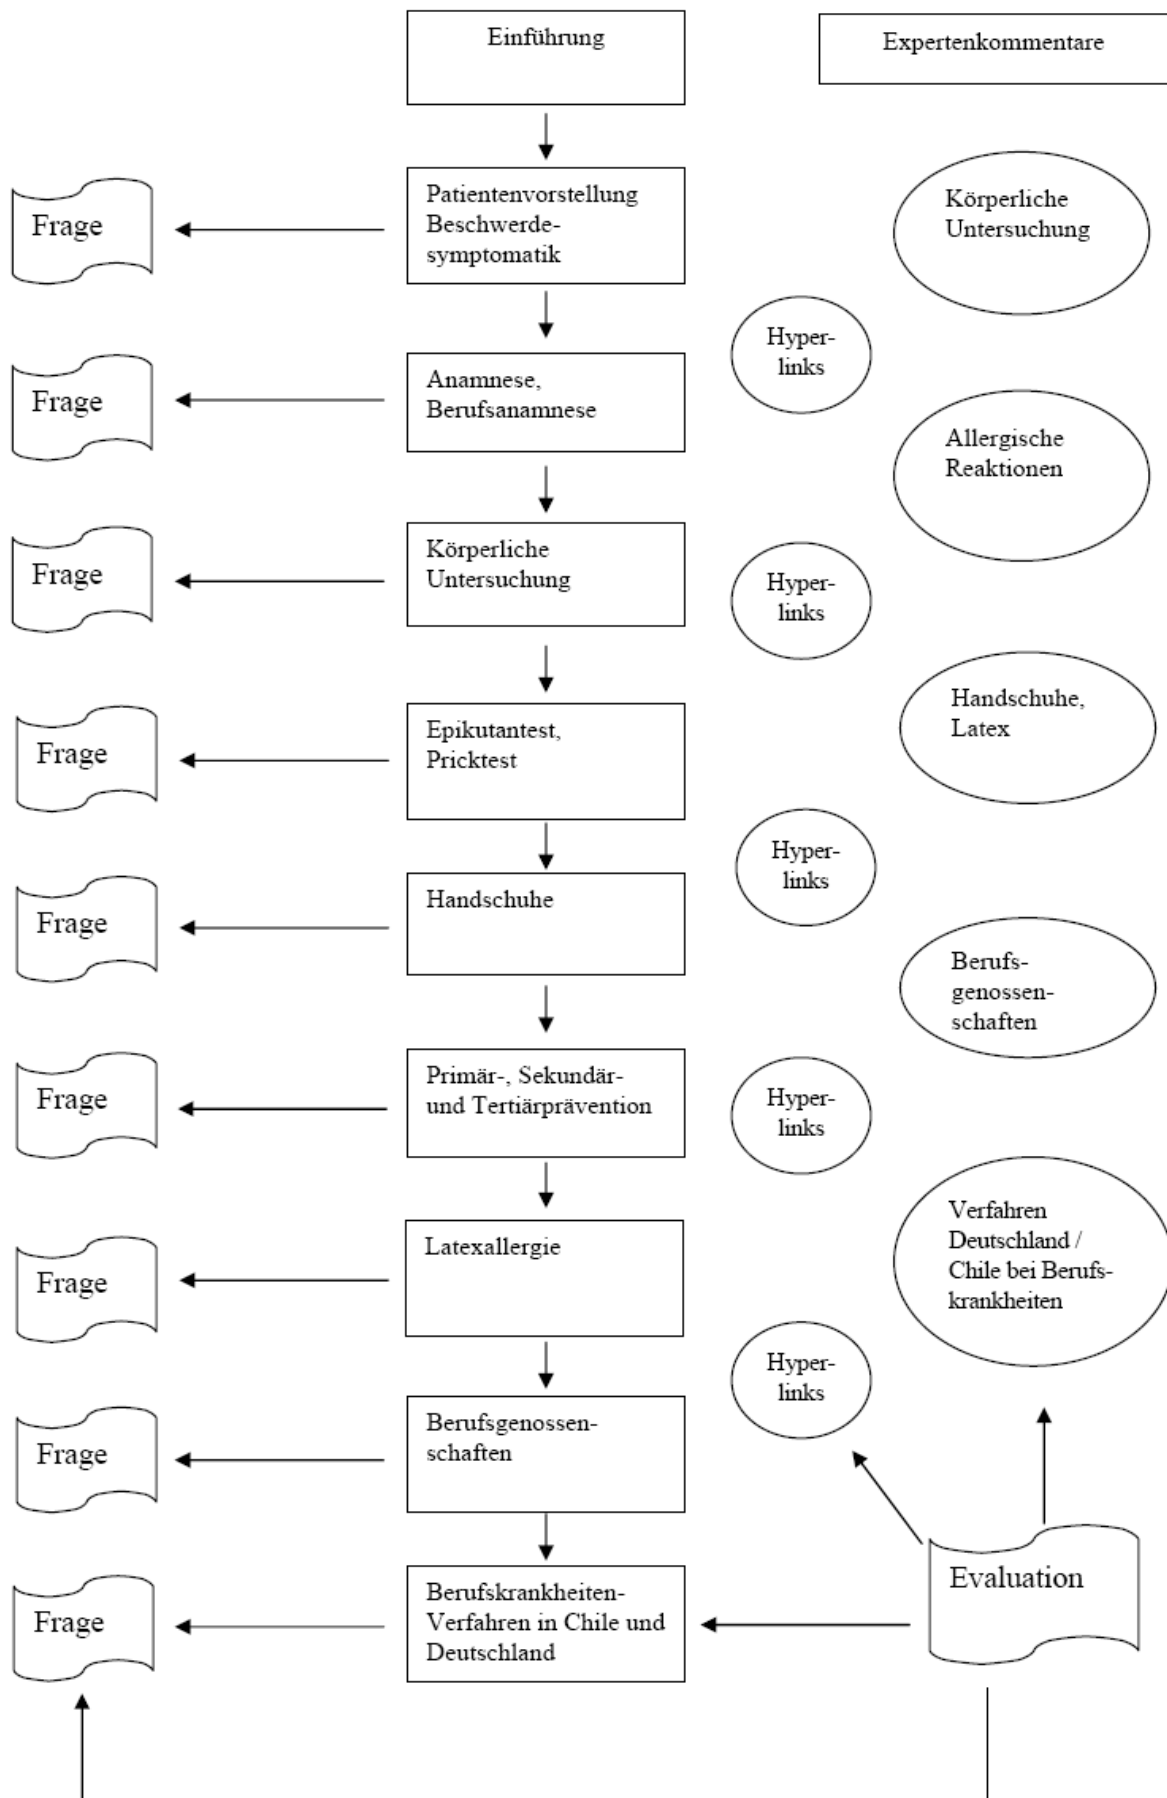 Einführung
Expertenkommentare
Frage
Patientenvorstellung
Beschwerde-
symptomatik
Körperliche
Untersuchung
Hyper-
links
Frage
Anamnese,
Berufsanamnese
Allergische
Reaktionen
Frage
Körperliche
Untersuchung
Hyper-
links
Handschuhe,
Latex
Frage
Epikutantest,
Pricktest
Hyper-
links
Frage
Handschuhe
Berufs-
genossen-
schaften
Frage
Primär-, Sekundär-
und Tertiärprävention
Hyper-
links
Verfahren
Deutschland /
Chile bei Berufs-
krankheiten
Frage
Latexallergie
Hyper-
links
Frage
Berufsgenossen-
schaften
Evaluation
Frage
Berufskrankheiten-
Verfahren in Chile und
Deutschland